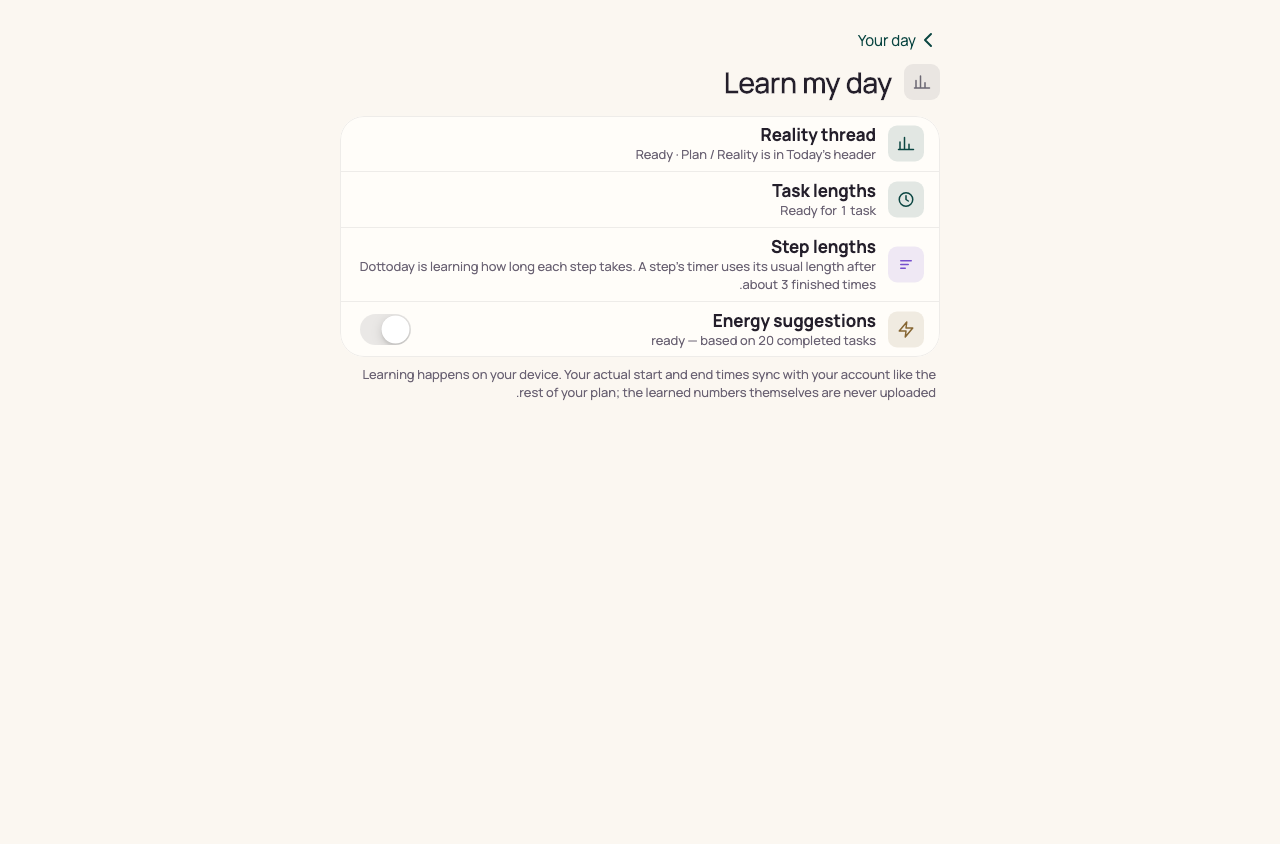 Your day
Learn my day
Reality thread
Ready · Plan / Reality is in Today's header
Task lengths
Ready for 1 task
Step lengths
Dottoday is learning how long each step takes. A step's timer uses its usual length after
.about 3 finished times
Energy suggestions
ready — based on 20 completed tasks
Learning happens on your device. Your actual start and end times sync with your account like the
.rest of your plan; the learned numbers themselves are never uploaded